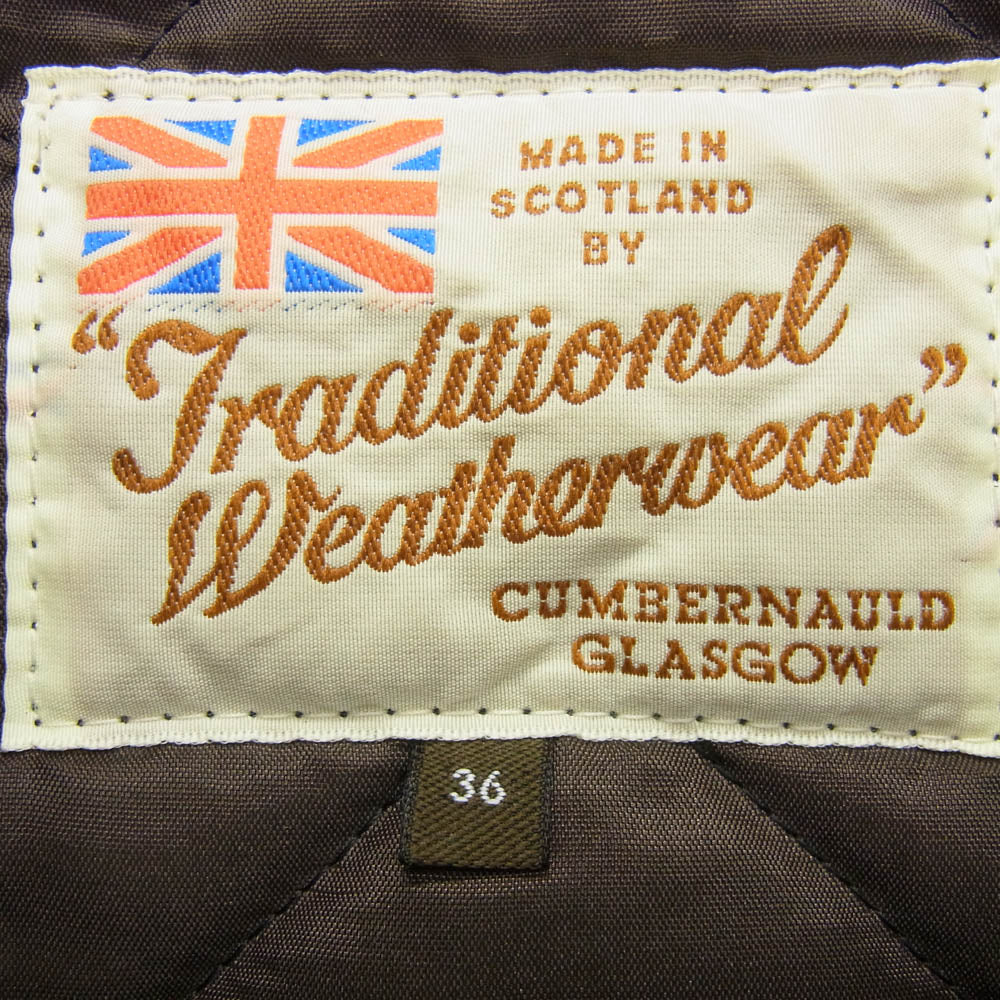 MADE IN
SCOTLAND
BY
“Traditional
Weatherwear”
CUMBERNAULD
GLASGOW
36